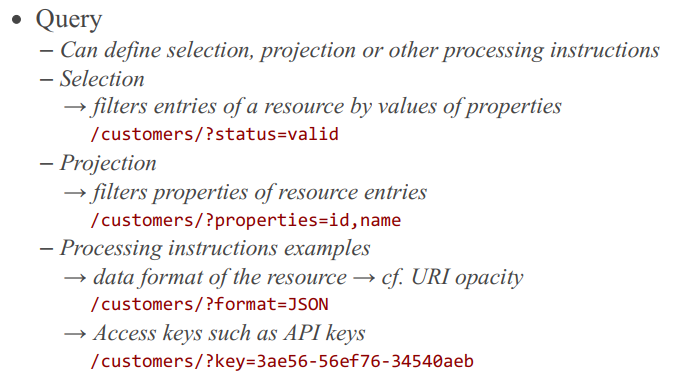 • Query
– Can define selection, projection or other processing instructions
– Selection
→ filters entries of a resource by values of properties
/customers/?status=valid
– Projection
→ filters properties of resource entries
/customers/?properties=id,name
– Processing instructions examples
→ data format of the resource → cf. URI opacity
/customers/?format=JSON
→ Access keys such as API keys
/customers/?key=3ae56-56ef76-34540aeb